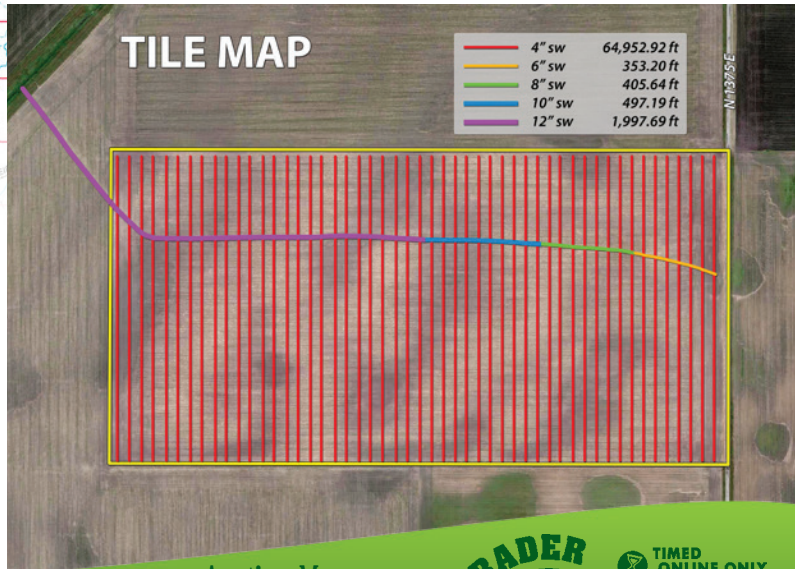 TILE MAP
4" sw 64,952.92 ft
6" sw 353.20 ft
8" sw 405.64 ft
10" sw 497.19 ft
12" sw 1,997.69 ft
N 1375 E
TIMED
ONLINE ONLY